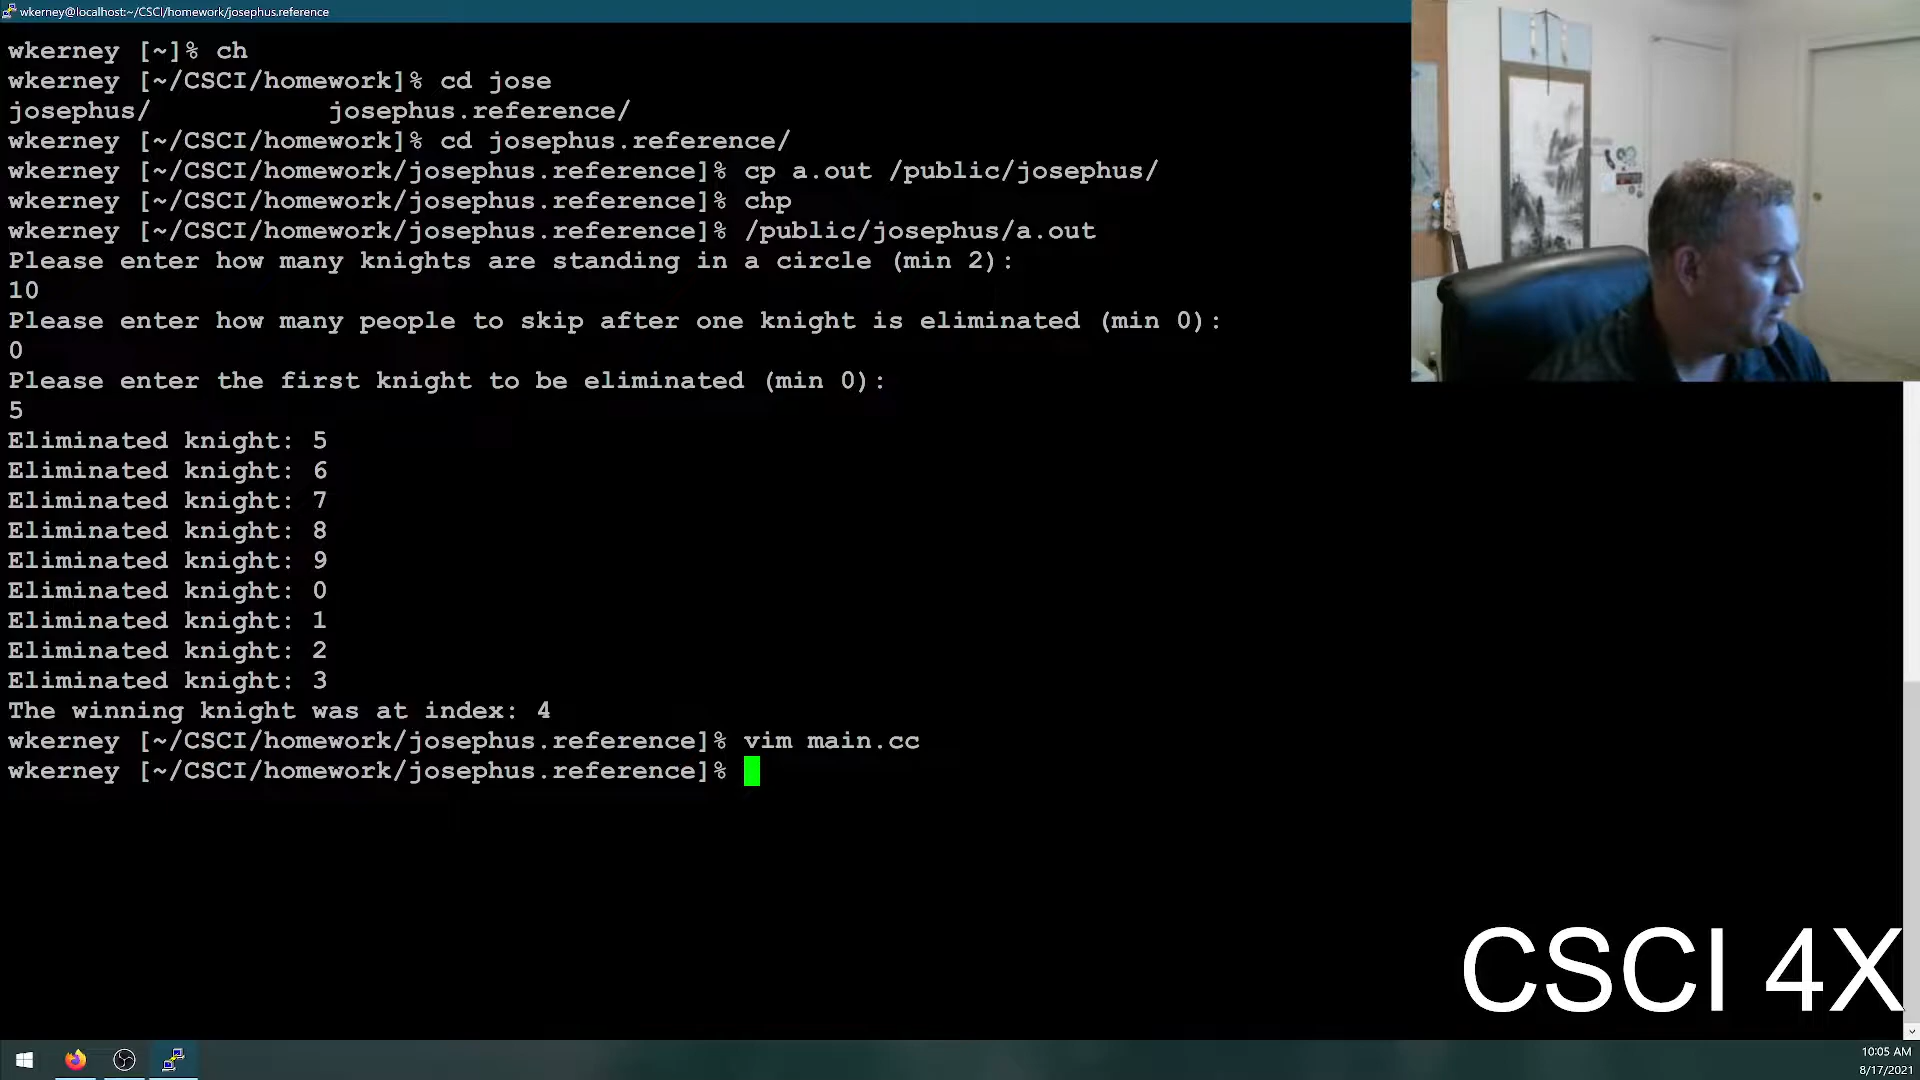 wkerney@localhost:~/CSCI/homework/josephus.reference
wkerney [~]% ch
wkerney [~/CSCI/homework]% cd jose
josephus/ josephus.reference/
wkerney [~/CSCI/homework]% cd josephus.reference/
wkerney [~/CSCI/homework/josephus.reference]% cp a.out /public/josephus/
wkerney [~/CSCI/homework/josephus.reference]% chp
wkerney [~/CSCI/homework/josephus.reference]% /public/josephus/a.out
Please enter how many knights are standing in a circle (min 2):
10
Please enter how many people to skip after one knight is eliminated (min 0):
0
Please enter the first knight to be eliminated (min 0):
5
Eliminated knight: 5
Eliminated knight: 6
Eliminated knight: 7
Eliminated knight: 8
Eliminated knight: 9
Eliminated knight: 0
Eliminated knight: 1
Eliminated knight: 2
Eliminated knight: 3
The winning knight was at index: 4
wkerney [~/CSCI/homework/josephus.reference]% vim main.cc
wkerney [~/CSCI/homework/josephus.reference]%
CSCI 4X
10:05 AM
8/17/2021